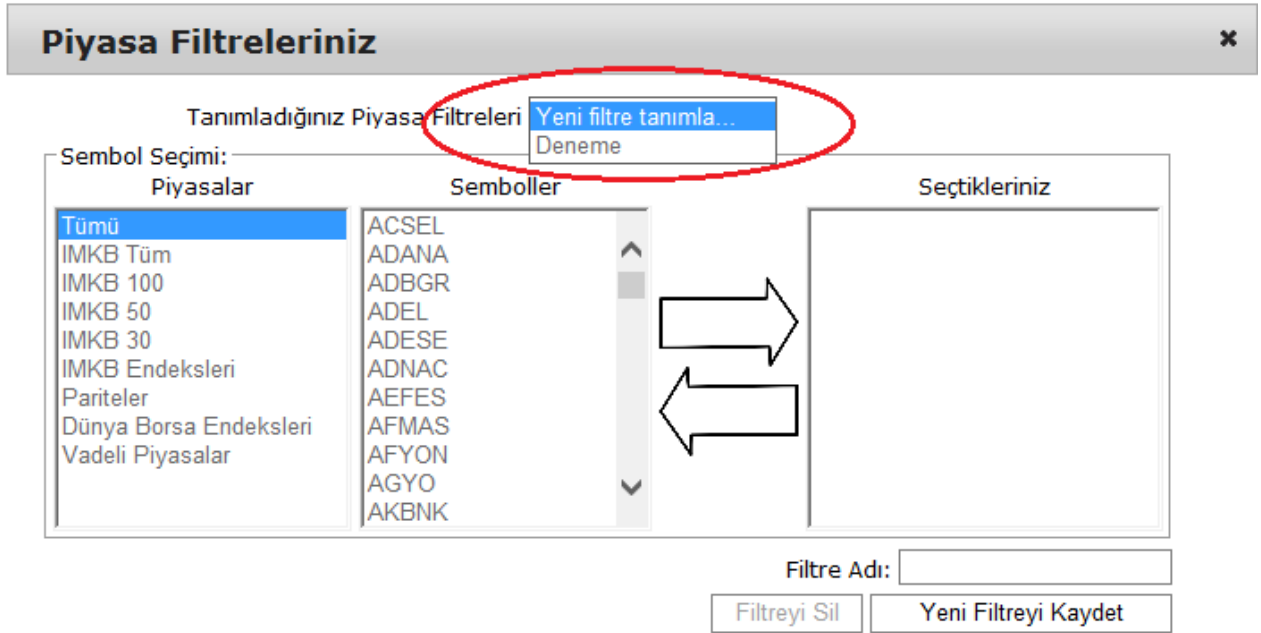 Piyasa Filtreleriniz
Tanımladığınız Piyasa Filtreleri Yeni filtre tanımla...
Deneme
Sembol Seçimi:
Piyasalar
Tümü
IMKB Tüm
IMKB 100
IMKB 50
IMKB 30
IMKB Endeksleri
Pariteler
Dünya Borsa Endeksleri
Vadeli Piyasalar
Semboller
ACSEL
ADANA
ADBGR
ADEL
ADESE
ADNAC
AEFES
AFMAS
AFYON
AGYO
AKBNK
Seçtikleriniz
Filtre Adı:
Filtreyi Sil
Yeni Filtreyi Kaydet